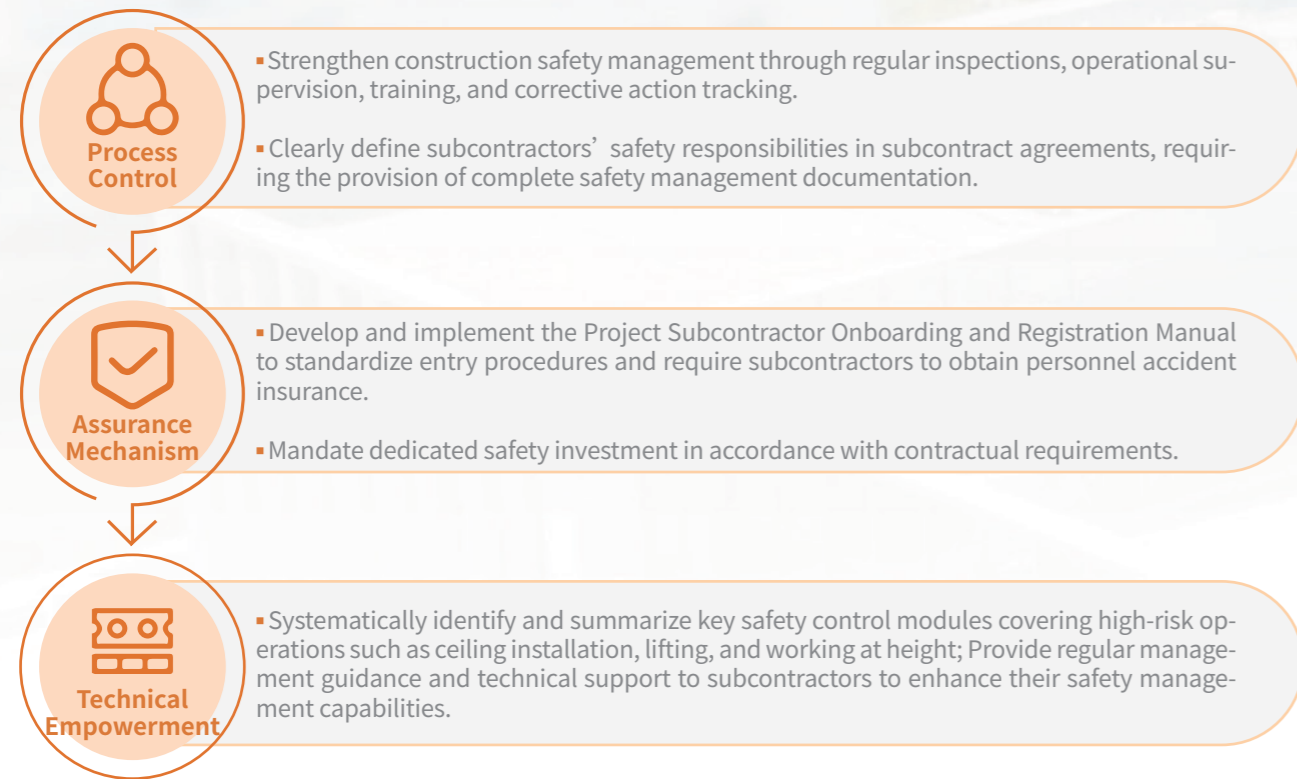 Process
Control
▪Strengthen construction safety management through regular inspections, operational su-
pervision, training, and corrective action tracking.
▪Clearly define subcontractors’ safety responsibilities in subcontract agreements, requir-
ing the provision of complete safety management documentation.
Assurance
Mechanism
▪Develop and implement the Project Subcontractor Onboarding and Registration Manual
to standardize entry procedures and require subcontractors to obtain personnel accident
insurance.
▪Mandate dedicated safety investment in accordance with contractual requirements.
Technical
Empowerment
▪Systematically identify and summarize key safety control modules covering high-risk op-
erations such as ceiling installation, lifting, and working at height; Provide regular manage-
ment guidance and technical support to subcontractors to enhance their safety manage-
ment capabilities.